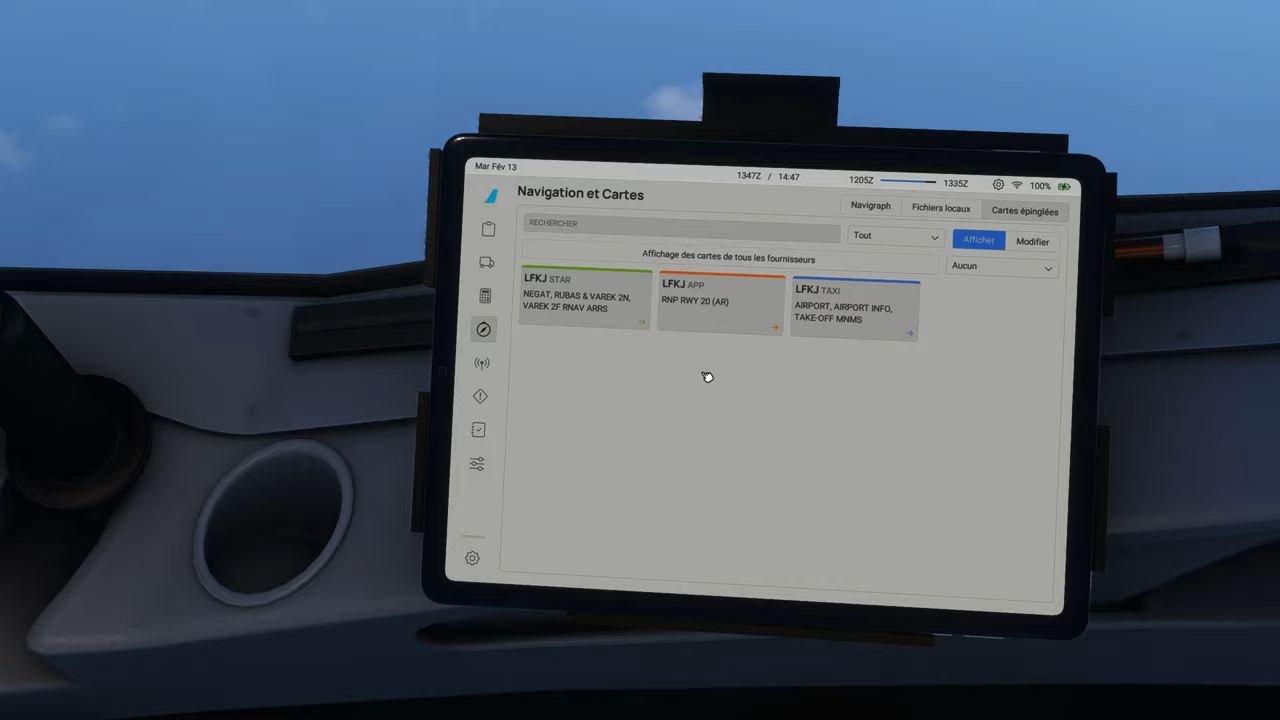 Mar Fév 13
1347Z / 14:47
1205Z
1335Z
100%
Navigation et Cartes
Navigraph
Fichiers locaux
Cartes épinglées
RECHERCHER
Tout
Afficher
Modifier
Affichage des cartes de tous les fournisseurs
Aucun
LFKJ STAR
NEGAT, RUBAS & VAREK 2N,
VAREK 2F RNAV ARRS
LFKJ APP
RNP RWY 20 (AR)
LFKJ TAXI
AIRPORT, AIRPORT INFO,
TAKE-OFF MNMS